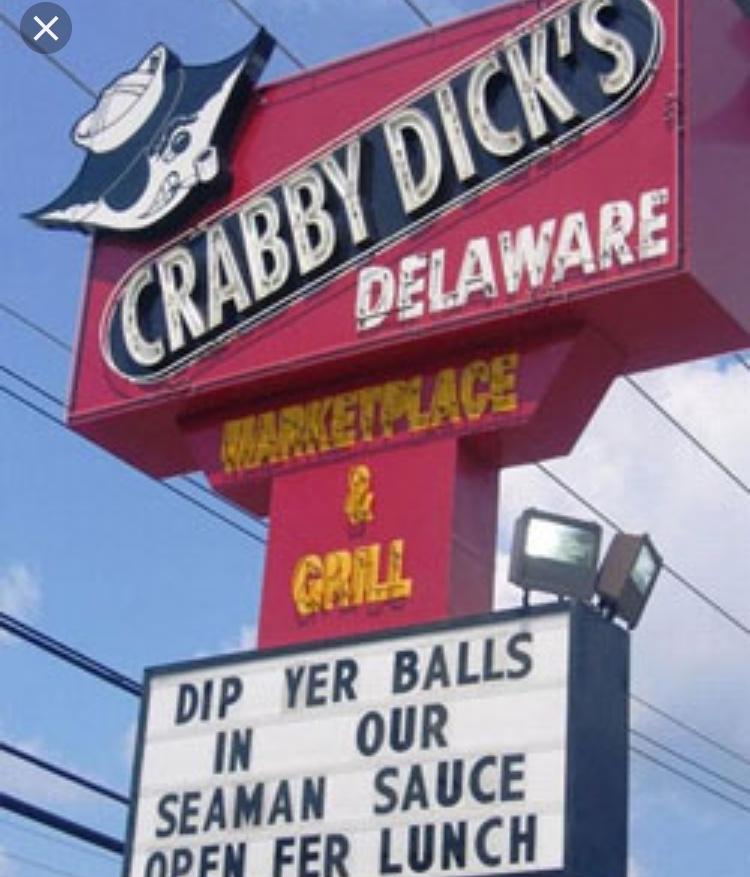 CRABBY DICK'S
DELAWARE
MARKETPLACE
&
GRILL
DIP YER BALLS
IN OUR
SEAMAN SAUCE
OPEN FER LUNCH